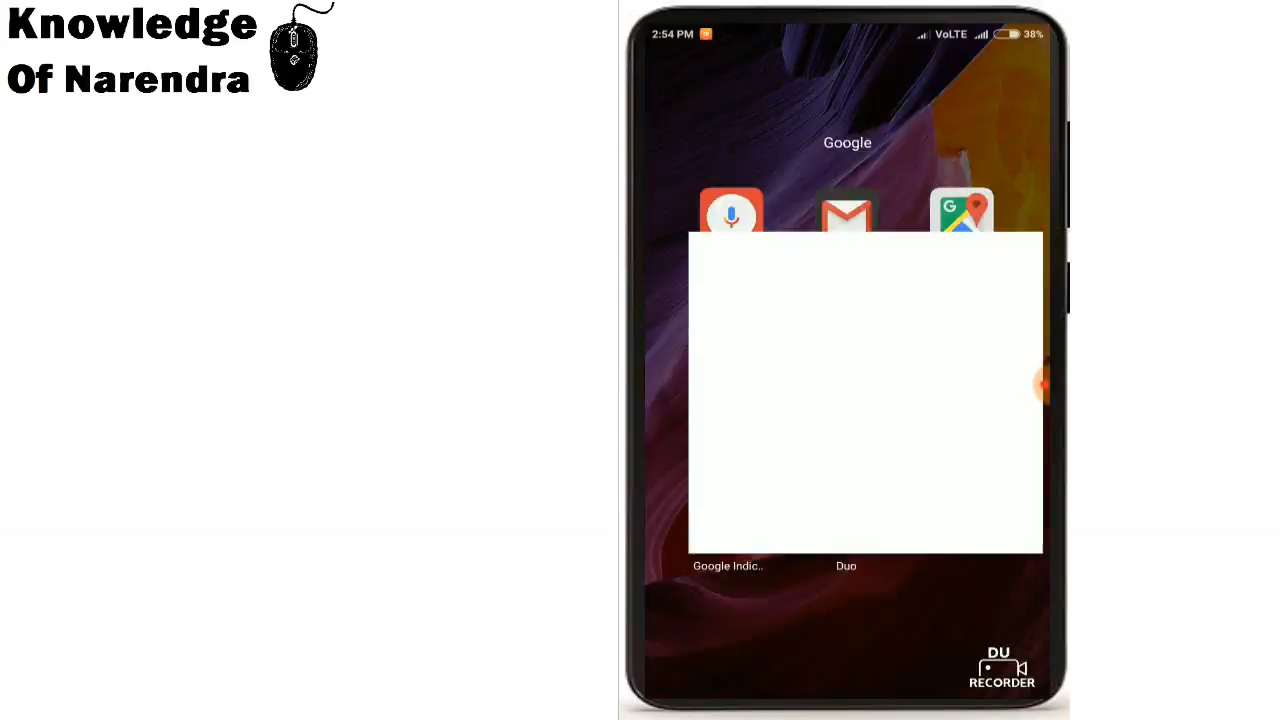 Knowledge
Of Narendra
2:54 PM
VoLTE
38%
Google
G
Google Indic..
Duo
DU
RECORDER